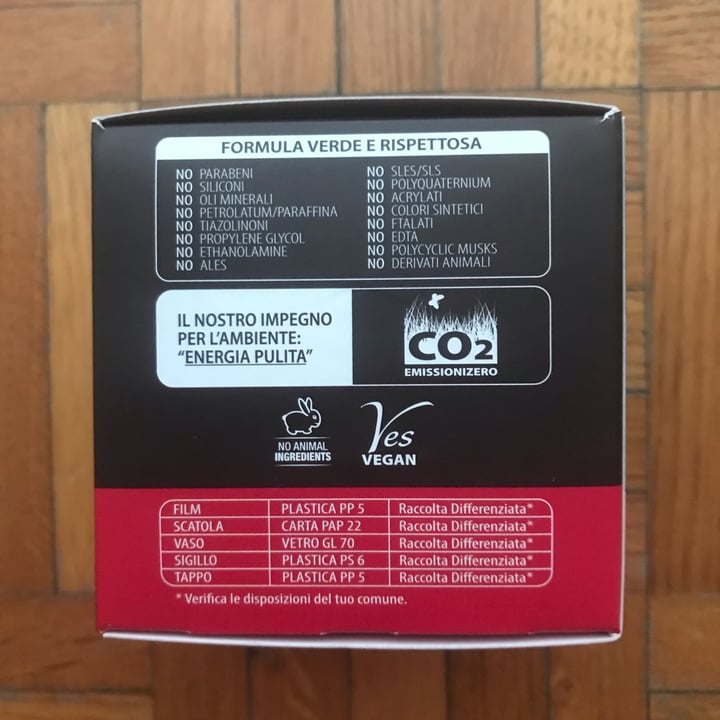 FORMULA VERDE E RISPETTOSA
NO PARABENI
NO SILICONI
NO OLI MINERALI
NO PETROLATUM/PARAFFINA
NO TIAZOLINONI
NO PROPYLENE GLYCOL
NO ETHANOLAMINE
NO ALES
NO SLES/SLS
NO POLYQUATERNIUM
NO ACRYLATI
NO COLORI SINTETICI
NO FTALATI
NO EDTA
NO POLYCYCLIC MUSKS
NO DERIVATI ANIMALI
IL NOSTRO IMPEGNO
PER L'AMBIENTE:
“ENERGIA PULITA”
CO2
EMISSIONIZERO
NO ANIMAL
INGREDIENTS
Yes
VEGAN
FILM PLASTICA PP 5 Raccolta Differenziata*
SCATOLA CARTA PAP 22 Raccolta Differenziata*
VASO VETRO GL 70 Raccolta Differenziata*
SIGILLO PLASTICA PS 6 Raccolta Differenziata*
TAPPO PLASTICA PP 5 Raccolta Differenziata*
* Verifica le disposizioni del tuo comune.